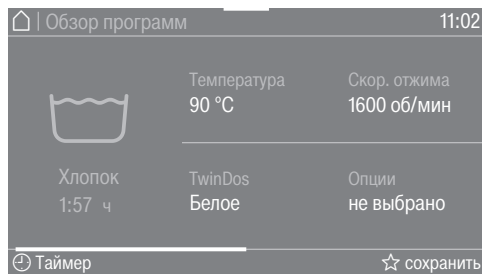 | Обзор программ 11:02
Температура Скор. отжима
90 °C 1600 об/мин
Хлопок TwinDos Опции
1:57 ч Белое не выбрано
Таймер сохранить